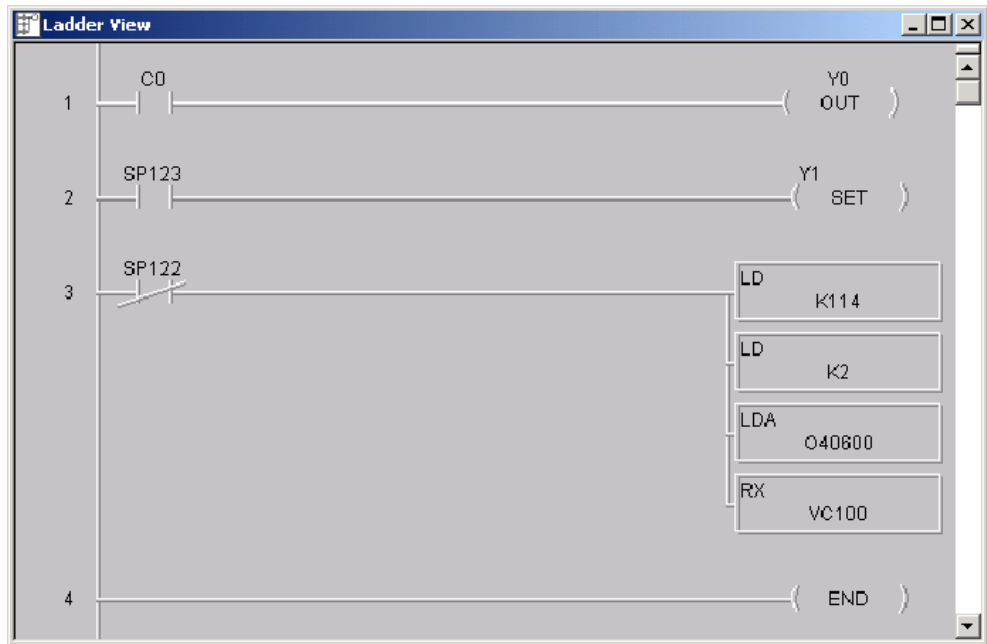 Ladder View
C0
Y0
1
OUT
SP123
Y1
2
SET
SP122
3
LD
K114
LD
K2
LDA
O40600
RX
VC100
4
END